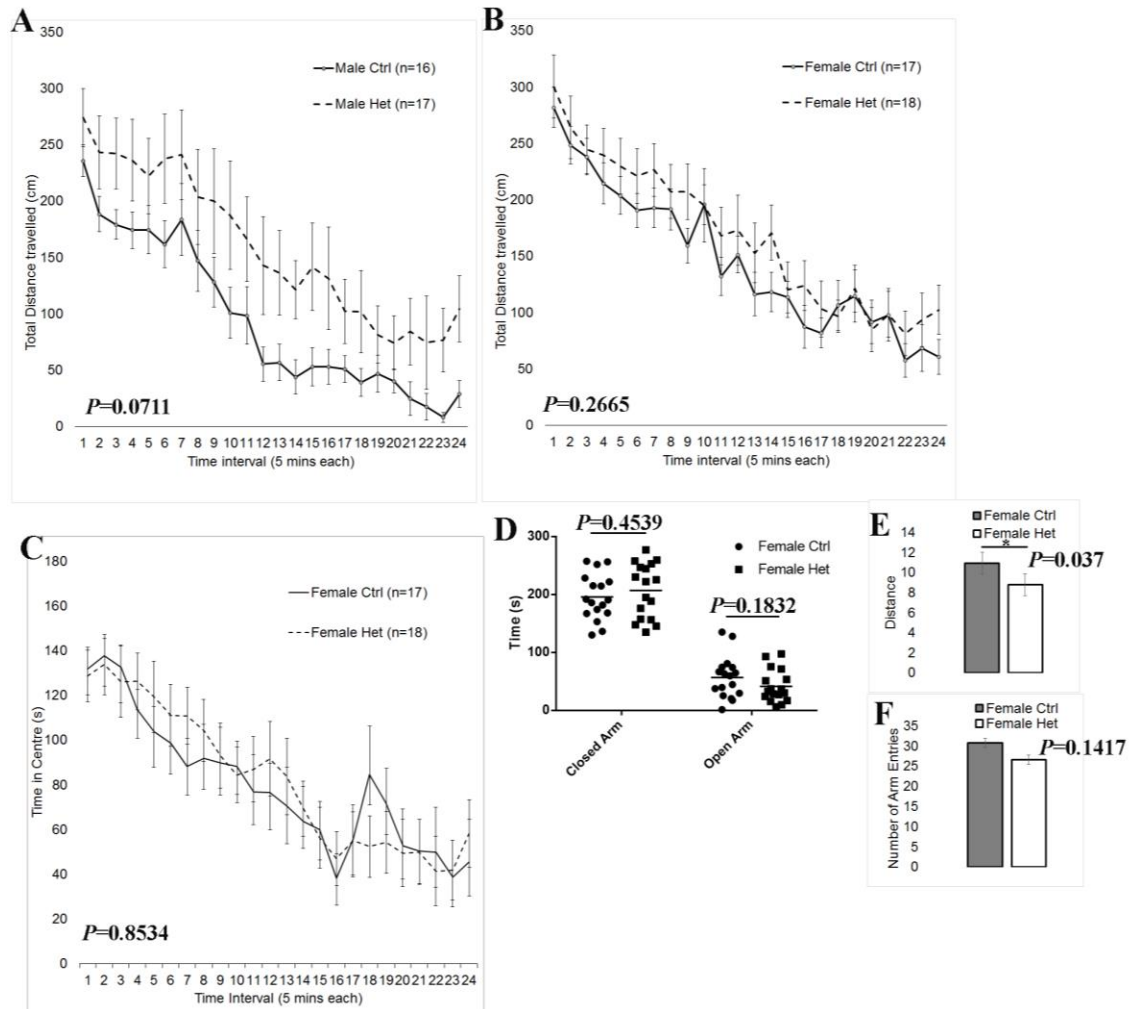 A
350
300
250
200
150
100
50
0
Total Distance travelled (cm)
Male Ctrl (n=16)
Male Het (n=17)
P=0.0711
1 2 3 4 5 6 7 8 9 10 11 12 13 14 15 16 17 18 19 20 21 22 23 24
Time interval (5 mins each)
B
350
300
250
200
150
100
50
0
Total Distance travelled (cm)
Female Ctrl (n=17)
Female Het (n=18)
P=0.2665
1 2 3 4 5 6 7 8 9 10 11 12 13 14 15 16 17 18 19 20 21 22 23 24
Time interval (5 mins each)
C
180
160
140
120
100
80
60
40
20
0
Time in Centre (s)
Female Ctrl (n=17)
Female Het (n=18)
P=0.8534
1 2 3 4 5 6 7 8 9 10 11 12 13 14 15 16 17 18 19 20 21 22 23 24
Time Interval (5 mins each)
D
P=0.4539
300
200
100
0
Time (s)
Female Ctrl
Female Het
P=0.1832
Closed Arm
Open Arm
E
Female Ctrl
Female Het
14
12
10
8
6
4
2
0
Distance
*
P=0.037
F
Female Ctrl
Female Het
35
30
25
20
15
10
5
0
Number of Arm Entries
P=0.1417